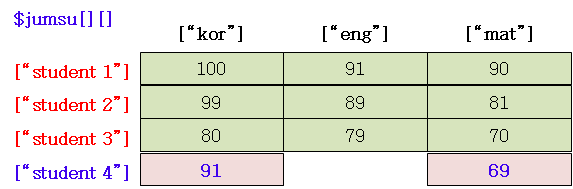 $jumsu[][]
[“kor”] [“eng”] [“mat”]
[“student 1”] 100 91 90
[“student 2”] 99 89 81
[“student 3”] 80 79 70
[“student 4”] 91 69